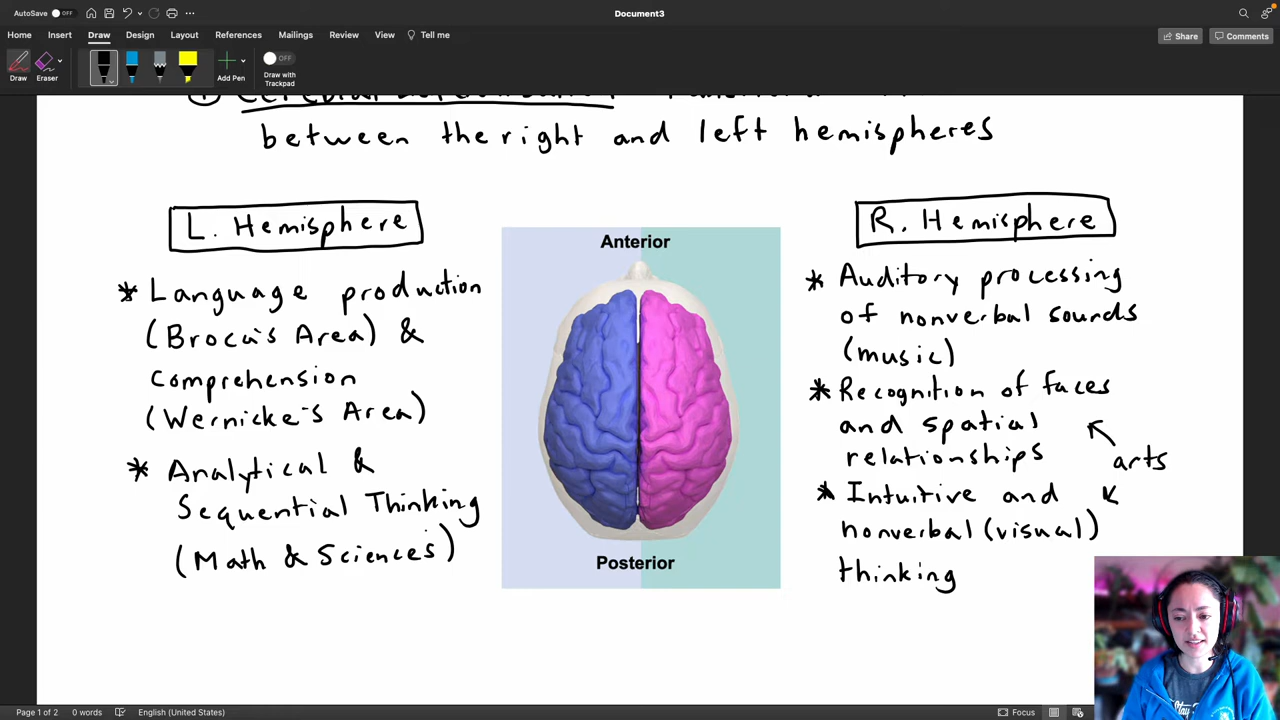 AutoSave OFF
Document3
Home Insert Draw Design Layout References Mailings Review View Tell me
Share Comments
Draw Eraser Add Pen Draw with Trackpad OFF
between the right and left hemispheres
L. Hemisphere
* Language production
(Broca's Area) &
comprehension
(Wernicke's Area)
* Analytical &
Sequential Thinking
(Math & Sciences)
Anterior
Posterior
R. Hemisphere
* Auditory processing
of nonverbal sounds
(music)
* Recognition of faces
and spatial
relationships
arts
* Intuitive and
nonverbal (visual)
thinking
Page 1 of 2 0 words English (United States) Focus